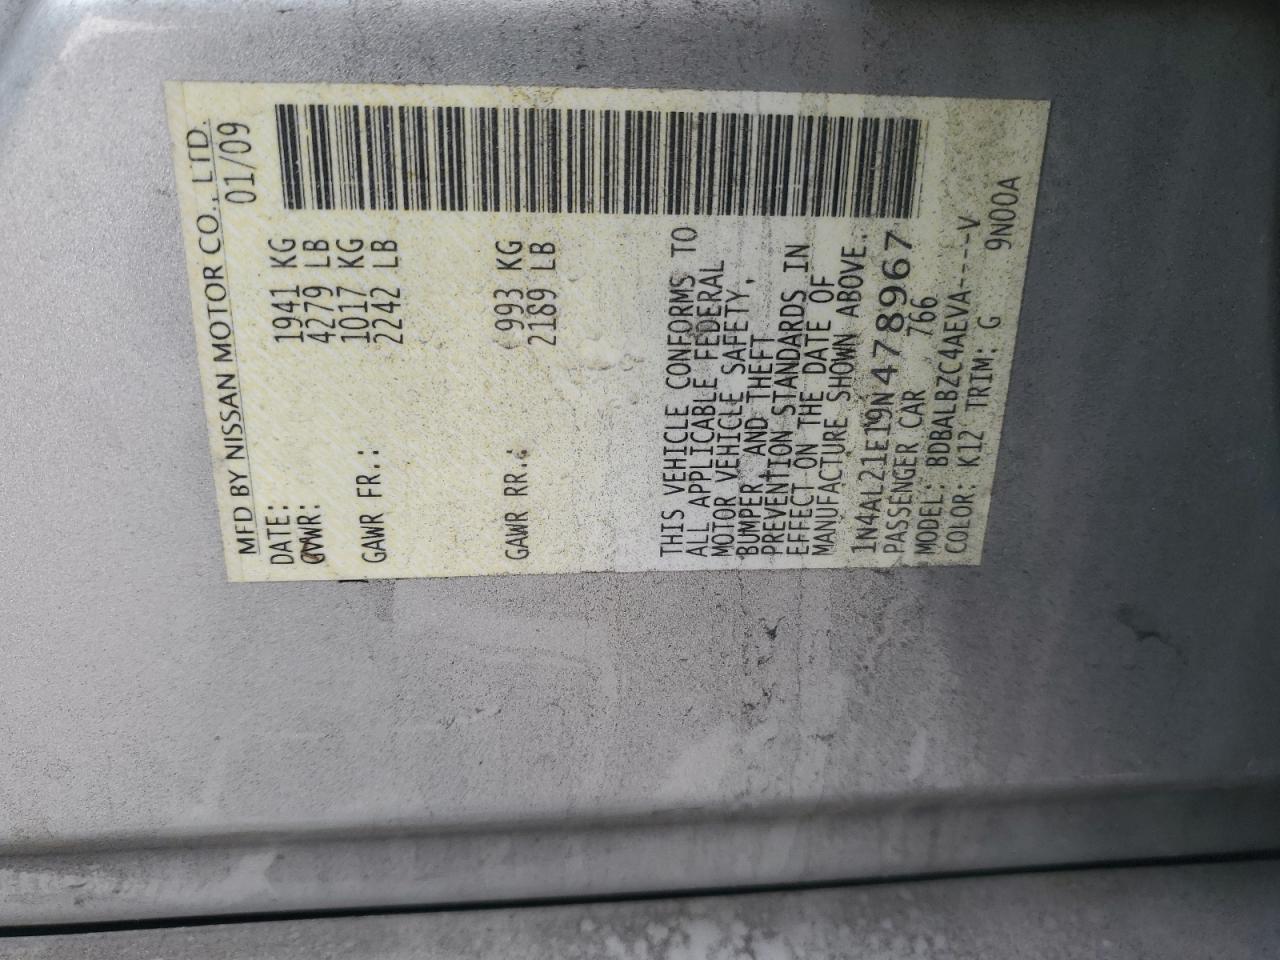 MFD BY NISSAN MOTOR CO., LTD.
DATE: 01/09
GVWR: 1941 KG
4279 LB
GAWR FR.: 1017 KG
2242 LB
GAWR RR.: 993 KG
2189 LB
THIS VEHICLE CONFORMS TO
ALL APPLICABLE FEDERAL
MOTOR VEHICLE SAFETY,
BUMPER, AND THEFT
PREVENTION STANDARDS IN
EFFECT ON THE DATE OF
MANUFACTURE SHOWN ABOVE.
1N4AL21E19N478967
PASSENGER CAR 766
MODEL: BDBALBZC4AEVA----V
COLOR: K12 TRIM: G 9N00A